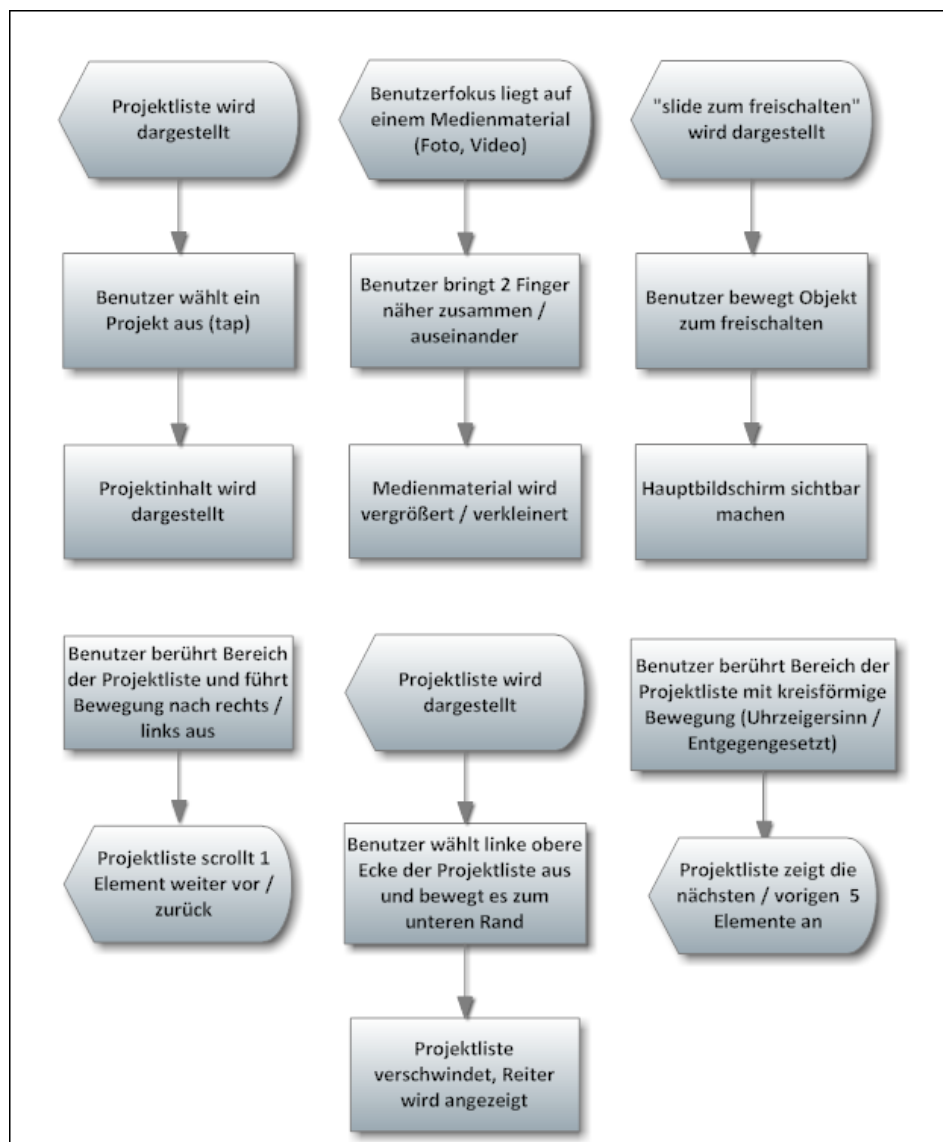 Projektliste wird
dargestellt
Benutzer wählt ein
Projekt aus (tap)
Projektinhalt wird
dargestellt
Benutzerfokus liegt auf
einem Medienmaterial
(Foto, Video)
Benutzer bringt 2 Finger
näher zusammen /
auseinander
Medienmaterial wird
vergrößert / verkleinert
"slide zum freischalten"
wird dargestellt
Benutzer bewegt Objekt
zum freischalten
Hauptbildschirm sichtbar
machen
Benutzer berührt Bereich
der Projektliste und führt
Bewegung nach rechts /
links aus
Projektliste scrollt 1
Element weiter vor /
zurück
Projektliste wird
dargestellt
Benutzer wählt linke obere
Ecke der Projektliste aus
und bewegt es zum
unteren Rand
Projektliste
verschwindet, Reiter
wird angezeigt
Benutzer berührt Bereich der
Projektliste mit kreisförmige
Bewegung (Uhrzeigersinn /
Entgegengesetzt)
Projektliste zeigt die
nächsten / vorigen 5
Elemente an